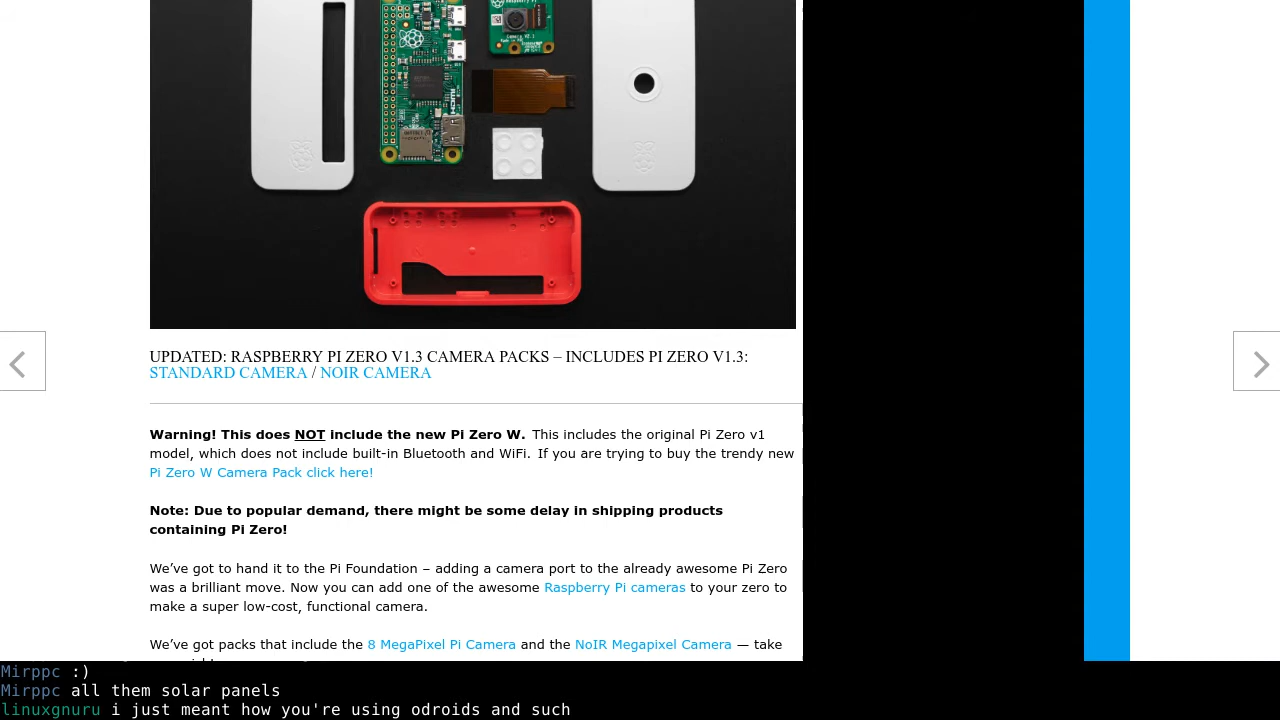 UPDATED: RASPBERRY PI ZERO V1.3 CAMERA PACKS – INCLUDES PI ZERO V1.3:
STANDARD CAMERA / NOIR CAMERA
Warning! This does NOT include the new Pi Zero W. This includes the original Pi Zero v1
model, which does not include built-in Bluetooth and WiFi. If you are trying to buy the trendy new
Pi Zero W Camera Pack click here!
Note: Due to popular demand, there might be some delay in shipping products
containing Pi Zero!
We’ve got to hand it to the Pi Foundation – adding a camera port to the already awesome Pi Zero
was a brilliant move. Now you can add one of the awesome Raspberry Pi cameras to your zero to
make a super low-cost, functional camera.
We’ve got packs that include the 8 MegaPixel Pi Camera and the NoIR Megapixel Camera — take
Mirppc :)
Mirppc all them solar panels
linuxgnuru i just meant how you're using odroids and such